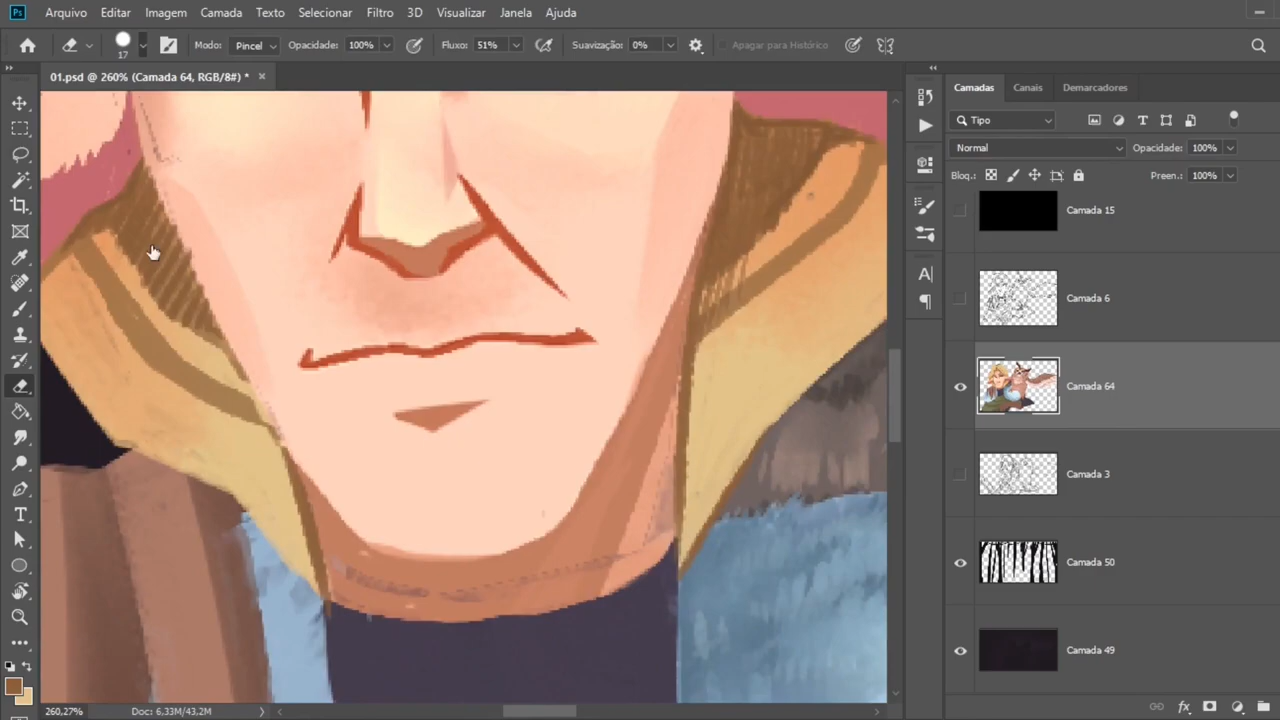 Ps Arquivo Editar Imagem Camada Texto Selecionar Filtro 3D Visualizar Janela Ajuda
17 Modo: Pincel Opacidade: 100% Fluxo: 51% Suavização: 0% Apagar para Histórico
01.psd @ 260% (Camada 64, RGB/8#) * ×
Camadas Canais Demarcadores
Tipo
Normal Opacidade: 100%
Bloq.: Preen.: 100%
Camada 15
Camada 6
Camada 64
Camada 3
Camada 50
Camada 49
260,27% Doc: 6,33M/43,2M